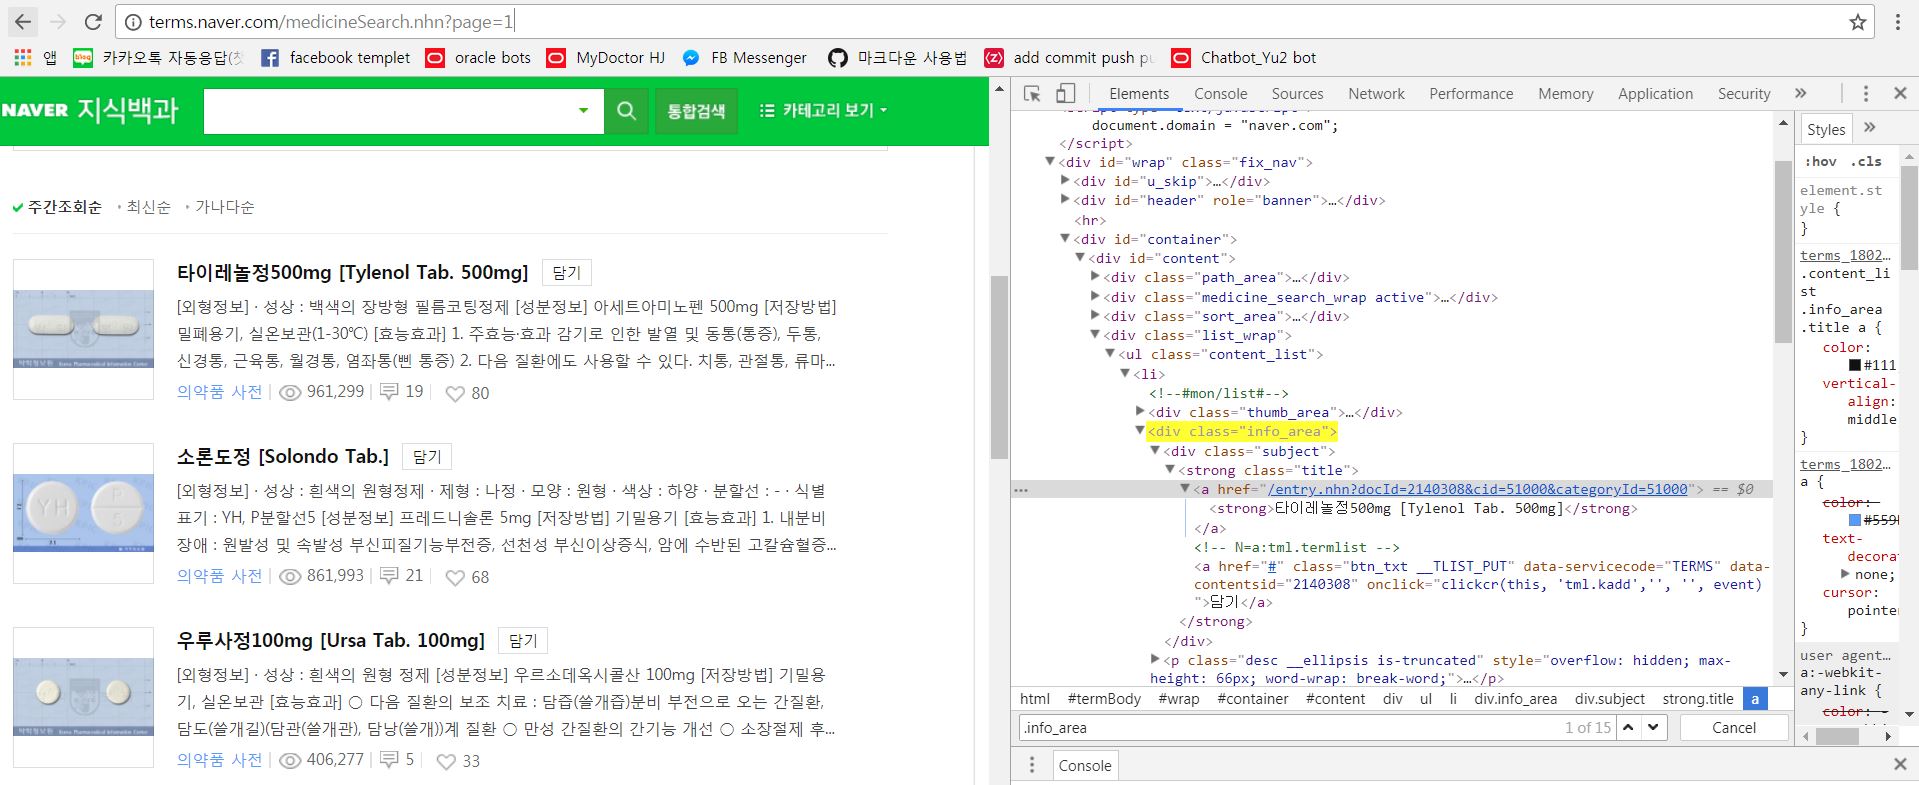 terms.naver.com/medicineSearch.nhn?page=1
앱
blog 카카오톡 자동응답(챗
facebook templet
oracle bots
MyDoctor HJ
FB Messenger
마크다운 사용법
add commit push pu
Chatbot_Yu2 bot
NAVER 지식백과
통합검색
카테고리 보기
주간조회순
· 최신순
· 가나다순
타이레놀정500mg [Tylenol Tab. 500mg] 담기
[외형정보] · 성상 : 백색의 장방형 필름코팅정제 [성분정보] 아세트아미노펜 500mg [저장방법]
밀폐용기, 실온보관(1-30℃) [효능효과] 1. 주효능·효과 감기로 인한 발열 및 동통(통증), 두통,
신경통, 근육통, 월경통, 염좌통(삔 통증) 2. 다음 질환에도 사용할 수 있다. 치통, 관절통, 류마...
의약품 사전 961,299 19 80
소론도정 [Solondo Tab.] 담기
[외형정보] · 성상 : 흰색의 원형정제 · 제형 : 나정 · 모양 : 원형 · 색상 : 하양 · 분할선 : - · 식별
표기 : YH, P분할선5 [성분정보] 프레드니솔론 5mg [저장방법] 기밀용기 [효능효과] 1. 내분비
장애 : 원발성 및 속발성 부신피질기능부전증, 선천성 부신이상증식, 암에 수반된 고칼슘혈증...
의약품 사전 861,993 21 68
YH
P
5
우루사정100mg [Ursa Tab. 100mg] 담기
[외형정보] · 성상 : 흰색의 원형 정제 [성분정보] 우르소데옥시콜산 100mg [저장방법] 기밀용
기, 실온보관 [효능효과] ○ 다음 질환의 보조 치료 : 담즙(쓸개즙)분비 부전으로 오는 간질환,
담도(쓸개길)(담관(쓸개관), 담낭(쓸개))계 질환 ○ 만성 간질환의 간기능 개선 ○ 소장절제 후...
의약품 사전 406,277 5 33
Elements Console Sources Network Performance Memory Application Security »
document.domain = "naver.com";
</script>
<div id="wrap" class="fix_nav">
<div id="u_skip">…</div>
<div id="header" role="banner">…</div>
<hr>
<div id="container">
<div id="content">
<div class="path_area">…</div>
<div class="medicine_search_wrap active">…</div>
<div class="sort_area">…</div>
<div class="list_wrap">
<ul class="content_list">
<li>
<!--#mon/list#-->
<div class="thumb_area">…</div>
<div class="info_area">
<div class="subject">
<strong class="title">
<a href="/entry.nhn?docId=2140308&cid=51000&categoryId=51000"> == $0
<strong>타이레놀정500mg [Tylenol Tab. 500mg]</strong>
</a>
<!-- N=a:tml.termlist -->
<a href="#" class="btn_txt __TLIST_PUT" data-servicecode="TERMS" data-
contentsid="2140308" onclick="clickcr(this, 'tml.kadd','', '', event)
">담기</a>
</strong>
</div>
<p class="desc __ellipsis is-truncated" style="overflow: hidden; max-
height: 66px; word-wrap: break-word;">…</p>
html #termBody #wrap #container #content div ul li div.info_area div.subject strong.title a
.info_area 1 of 15 Cancel
Console
Styles »
:hov .cls
element.st
yle {
}
terms_1802…
.content_li
st
.info_area
.title a {
color:
#111
vertical-
align:
middle
}
terms_1802…
a {
color:
text-
decorat
none;
cursor:
pointer
}
user agent…
a:-webkit-
any-link {
color: